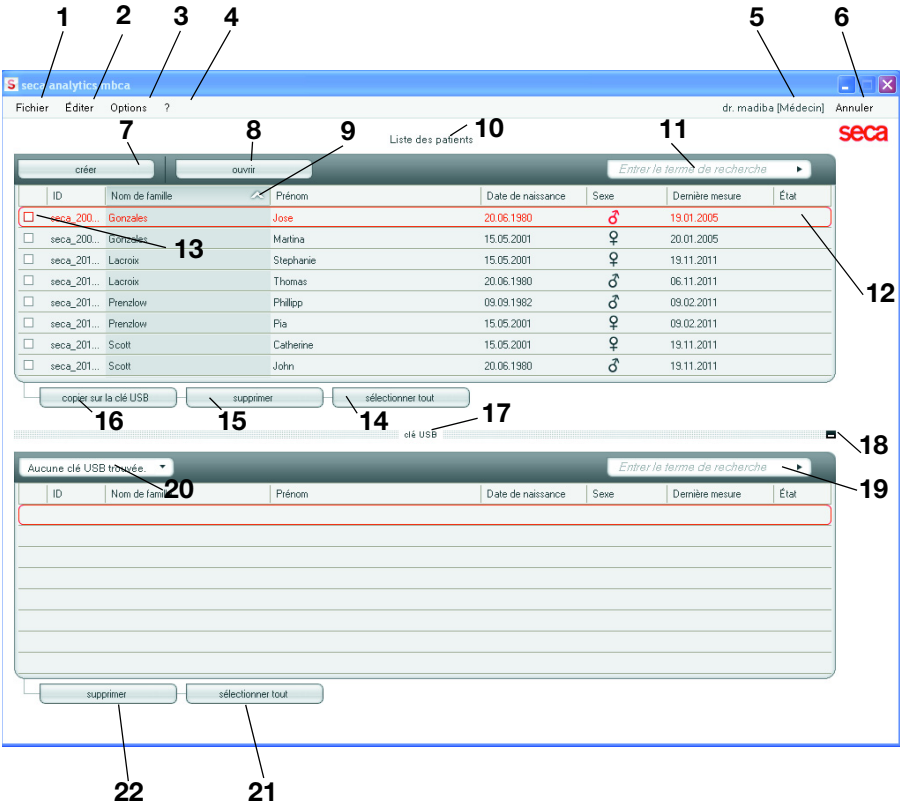 1 2 3 4 5 6
seca analytics mbca
Fichier Éditer Options ? dr. madiba [Médecin] Annuler
7 8 9 10 11
Liste des patients
seca
créer ouvrir Entrer le terme de recherche
ID Nom de famille Prénom Date de naissance Sexe Dernière mesure État
seca_200... Gonzales Jose 20.06.1980 ♂ 19.01.2005
seca_200... Gonzales Martina 15.05.2001 ♀ 20.01.2005
13
seca_201... Lacroix Stephanie 15.05.2001 ♀ 19.11.2011
seca_201... Lacroix Thomas 20.06.1980 ♂ 06.11.2011
12
seca_201... Prenzlow Phillipp 09.09.1982 ♂ 09.02.2011
seca_201... Prenzlow Pia 15.05.2001 ♀ 09.02.2011
seca_201... Scott Catherine 15.05.2001 ♀ 19.11.2011
seca_201... Scott John 20.06.1980 ♂ 19.11.2011
copier sur la clé USB supprimer sélectionner tout
16 15 14 17
clé USB
18
Aucune clé USB trouvée. Entrer le terme de recherche
20 19
ID Nom de famille Prénom Date de naissance Sexe Dernière mesure État
supprimer sélectionner tout
22 21